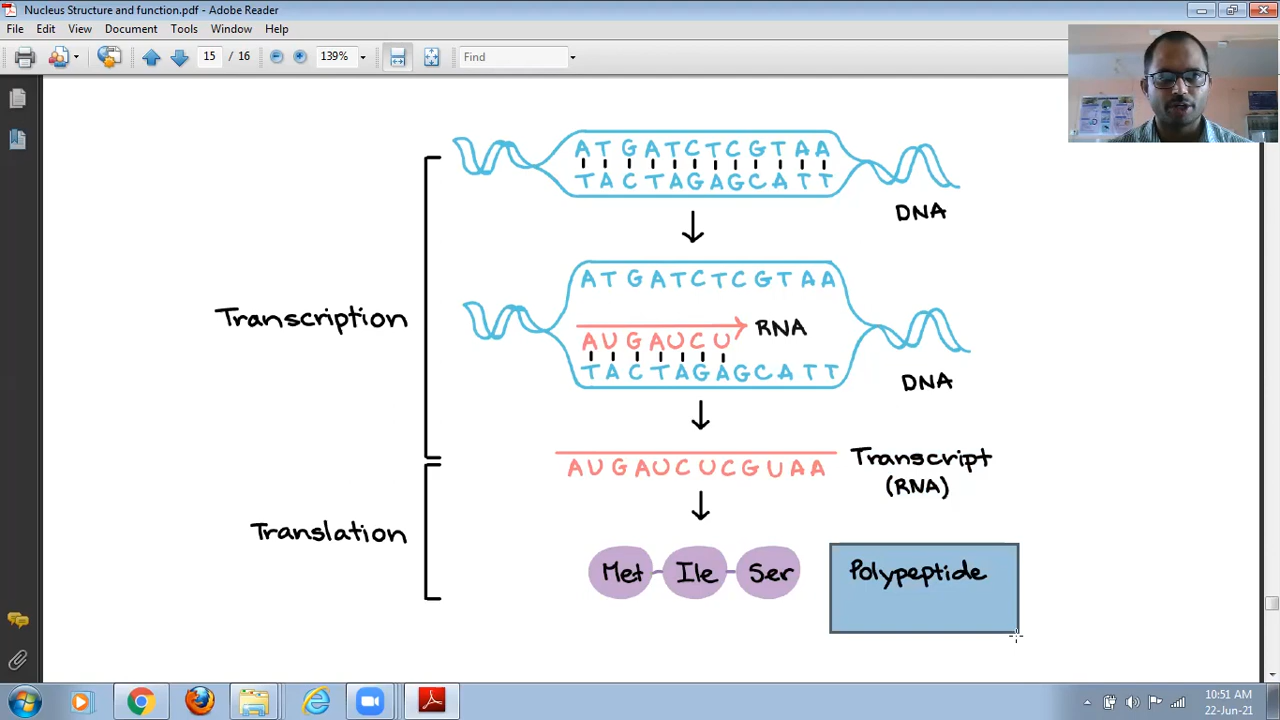 Nucleus Structure and function.pdf - Adobe Reader
File Edit View Document Tools Window Help
15 / 16 139% Find
ATGATCTCGTAA
TACTAGAGCATT
DNA
ATGATCTCGTAA
Transcription
RNA
AUGAUCU
TACTAGAGCATT
DNA
Transcript
AUGAUCUCGUAA
(RNA)
Translation
Met Ile Ser Polypeptide
10:51 AM
22-Jun-21